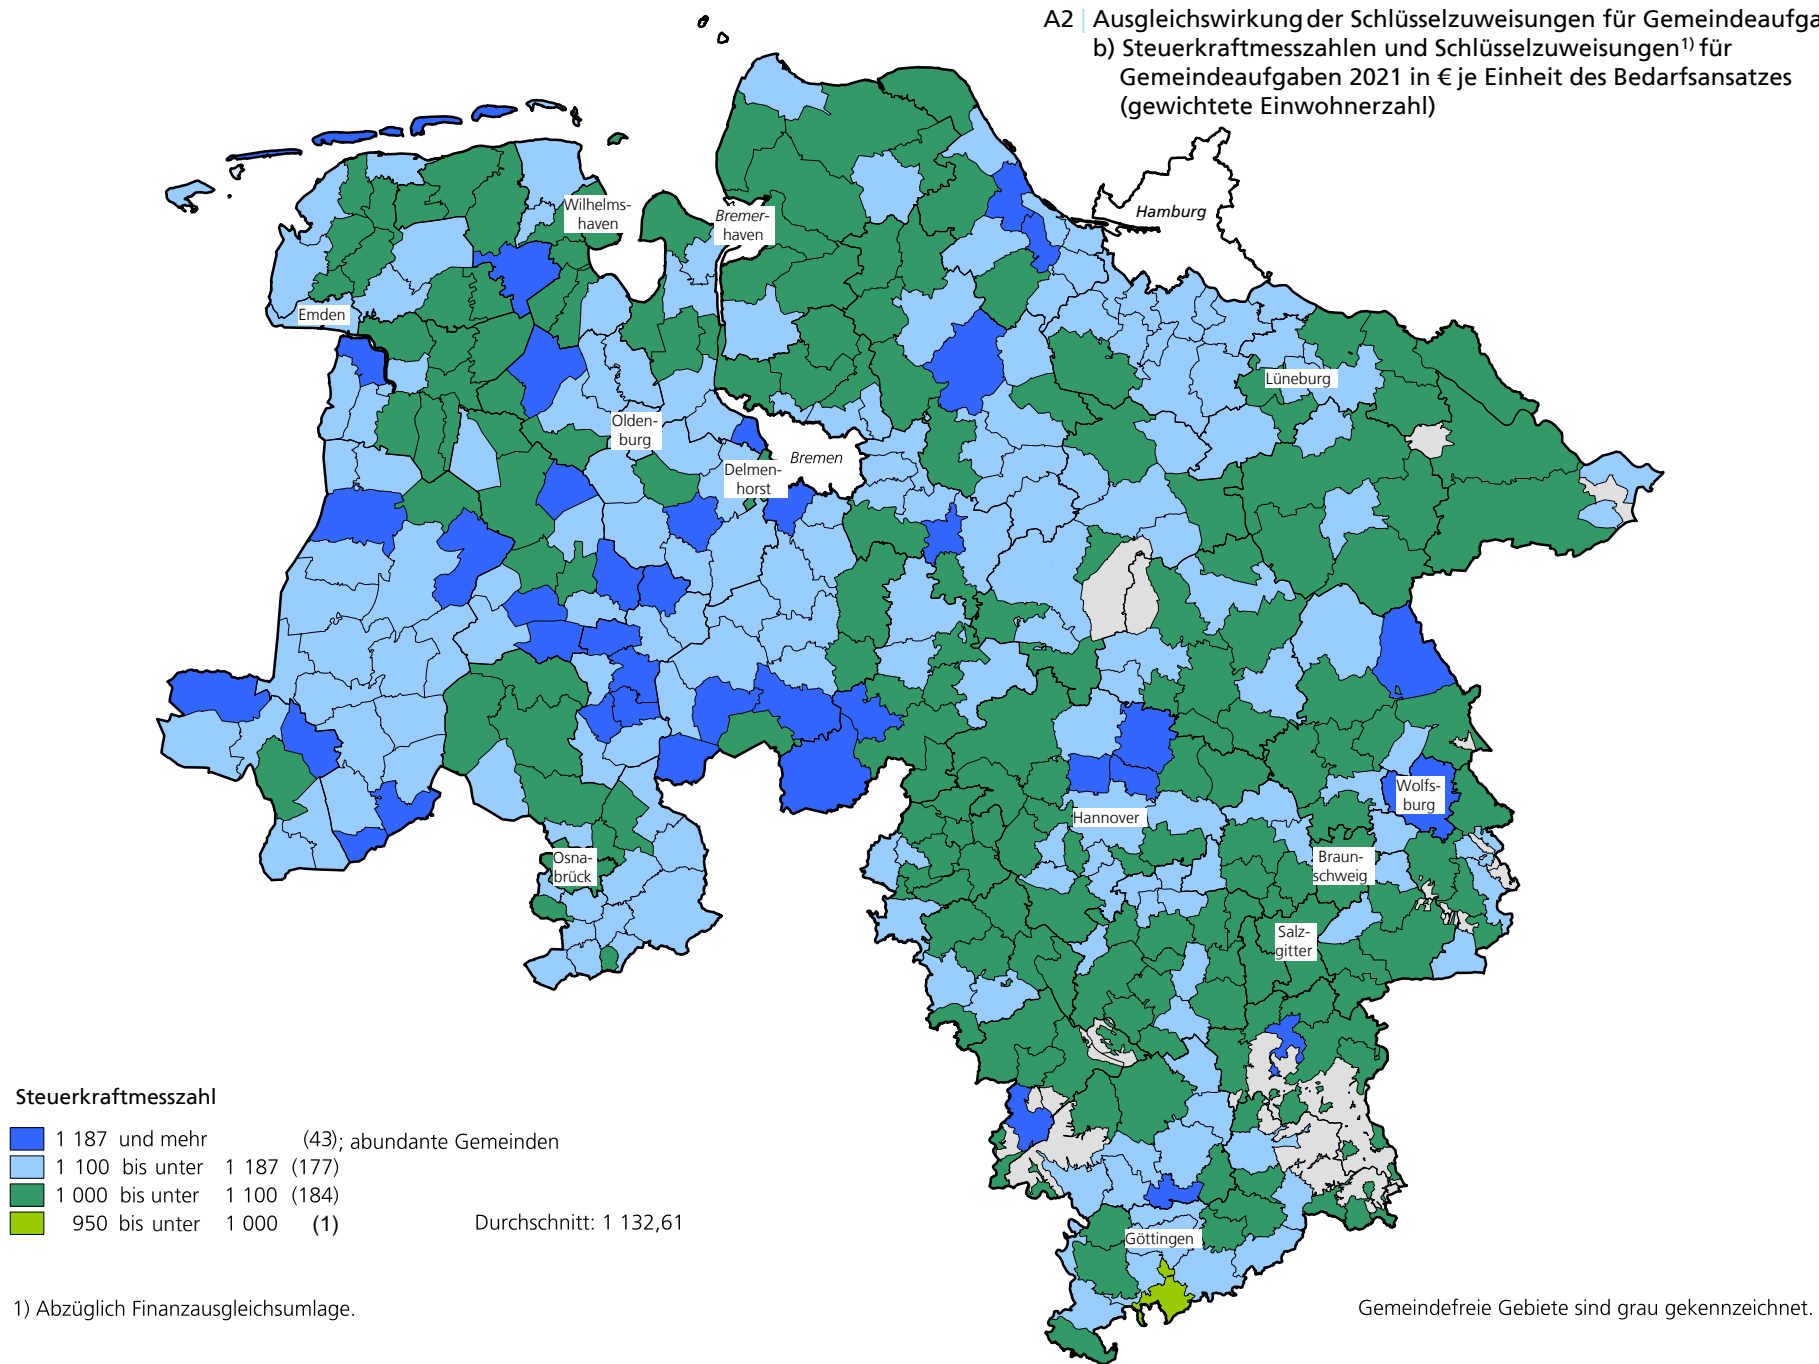 A2 | Ausgleichswirkung der Schlüsselzuweisungen für Gemeindeaufga
b) Steuerkraftmesszahlen und Schlüsselzuweisungen1) für
Gemeindeaufgaben 2021 in € je Einheit des Bedarfsansatzes
(gewichtete Einwohnerzahl)
Hamburg
Wilhelms-
haven
Bremer-
haven
Emden
Lüneburg
Olden-
burg
Bremen
Delmen-
horst
Wolfs-
burg
Hannover
Osna-
brück
Braun-
schweig
Salz-
gitter
Göttingen
Steuerkraftmesszahl
1 187 und mehr (43); abundante Gemeinden
1 100 bis unter 1 187 (177)
1 000 bis unter 1 100 (184)
950 bis unter 1 000 (1)
Durchschnitt: 1 132,61
1) Abzüglich Finanzausgleichsumlage.
Gemeindefreie Gebiete sind grau gekennzeichnet.